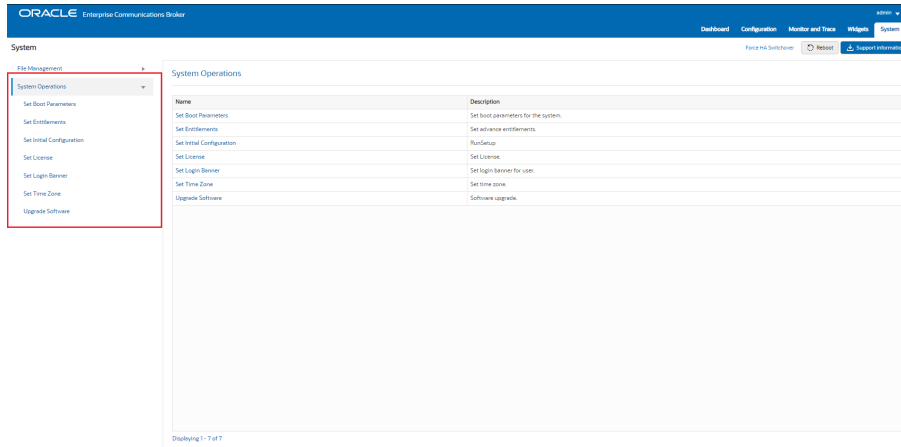 ORACLE Enterprise Communications Broker
admin
Dashboard Configuration Monitor and Trace Widgets System
System
Force HA Switchover Reboot Support informatio
File Management
System Operations
System Operations
Set Boot Parameters
Set Entitlements
Set Initial Configuration
Set License
Set Login Banner
Set Time Zone
Upgrade Software
Name Description
Set Boot Parameters Set boot parameters for the system.
Set Entitlements Set advance entitlements.
Set Initial Configuration RunSetup
Set License Set License.
Set Login Banner Set login banner for user.
Set Time Zone Set time zone.
Upgrade Software Software upgrade.
Displaying 1 - 7 of 7